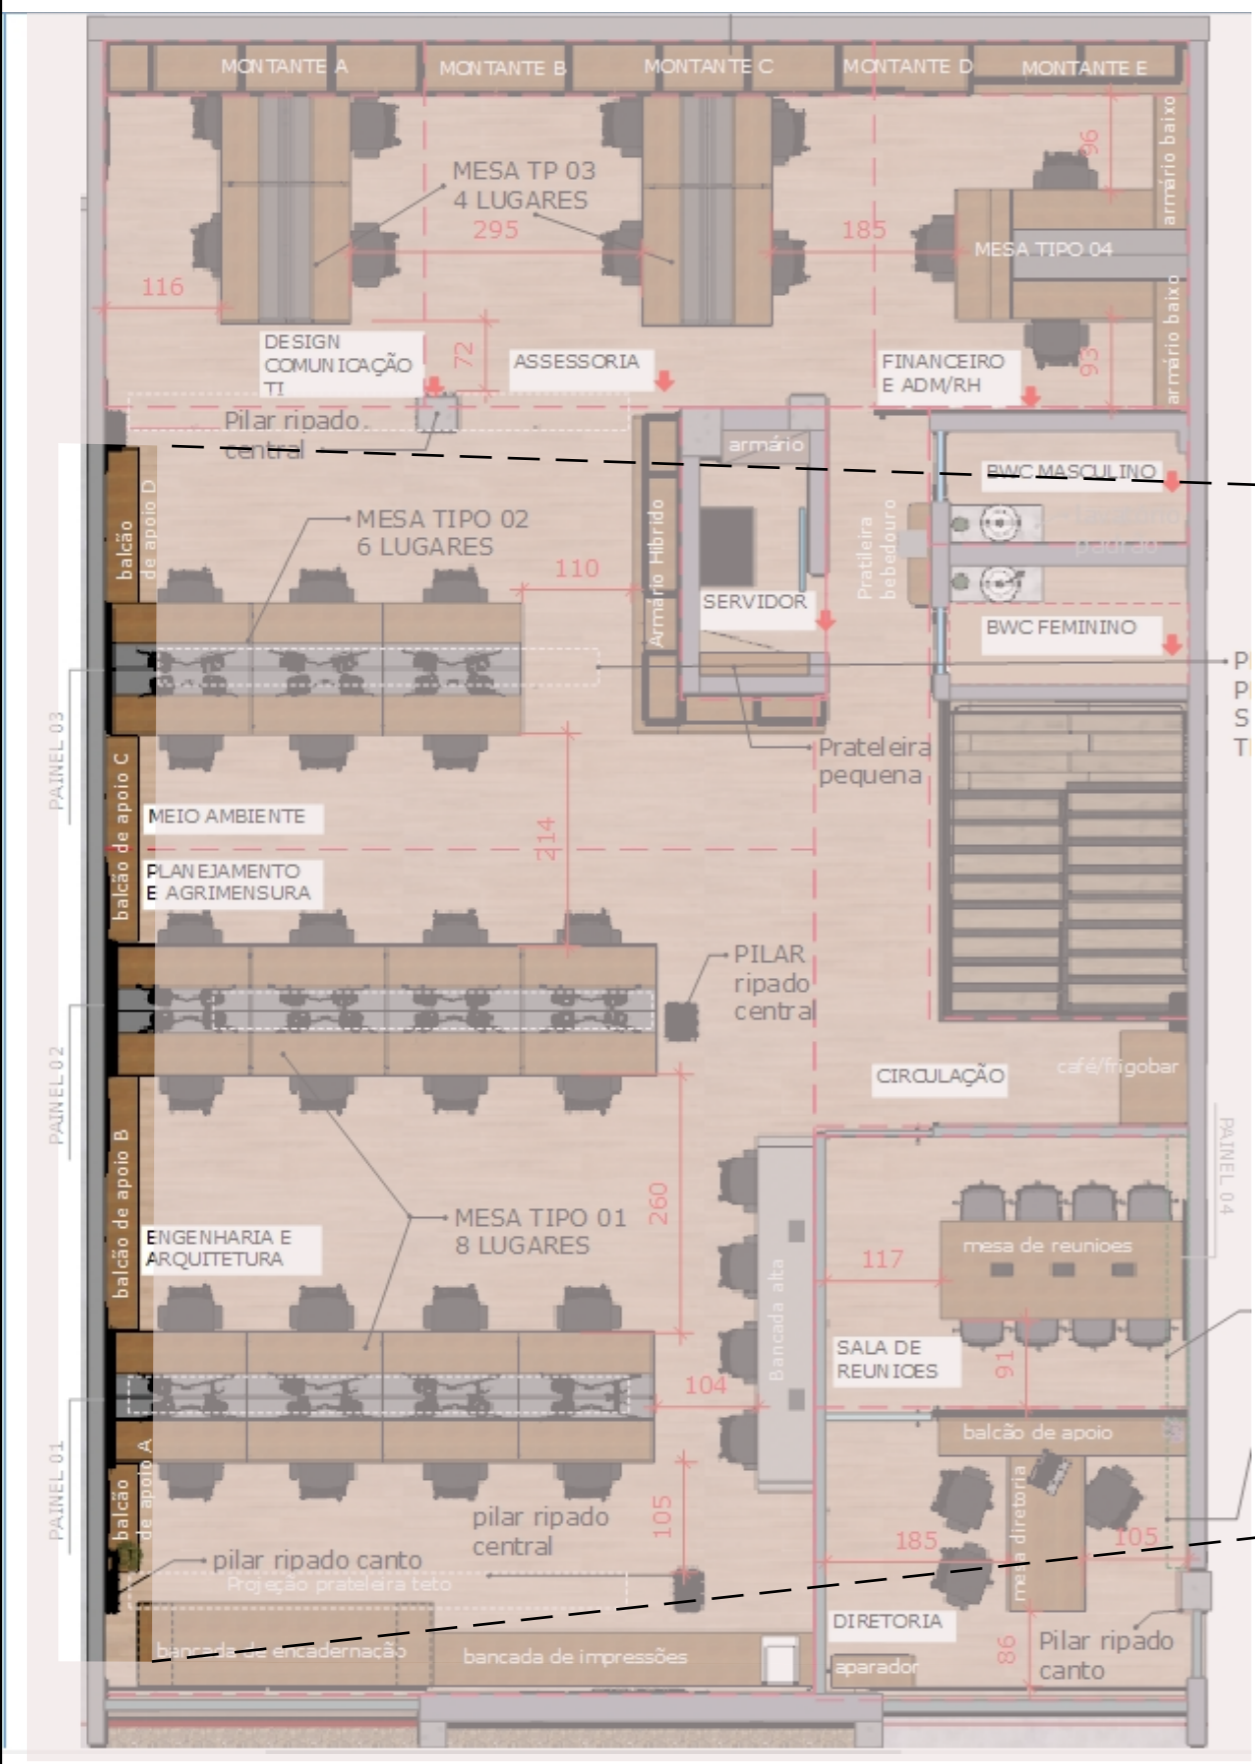 MONTANTE A
MONTANTE B
MONTANTE C
MONTANTE D
MONTANTE E
MESA TP 03
4 LUGARES
295
185
96
armário baixo
MESA TIPO 04
armário baixo
93
116
72
DESIGN
COMUNICAÇÃO
TI
ASSESSORIA
FINANCEIRO
E ADM/RH
Pilar ripado
central
armário
BWC MASCULINO
padrão
balcão
de apoio D
MESA TIPO 02
6 LUGARES
110
Armário Hibrido
SERVIDOR
Pratileira
bebedouro
BWC FEMININO
P
P
S
T
PAINEL 03
Prateleira
pequena
balcão de apoio C
MEIO AMBIENTE
214
PLANEJAMENTO
E AGRIMENSURA
PILAR
ripado
central
PAINEL 02
CIRCULAÇÃO
café/frigobar
PAINEL 04
balcão de apoio B
260
MESA TIPO 01
8 LUGARES
ENGENHARIA E
ARQUITETURA
Bancada alta
mesa de reunioes
117
SALA DE
REUNIOES
91
104
balcão de apoio
PAINEL 01
balcão
de apoio A
105
pilar ripado
central
mesa diretoria
185
105
pilar ripado canto
Projeção prateleira teto
DIRETORIA
86
Pilar ripado
canto
bancada de encadernação
bancada de impressões
aparador